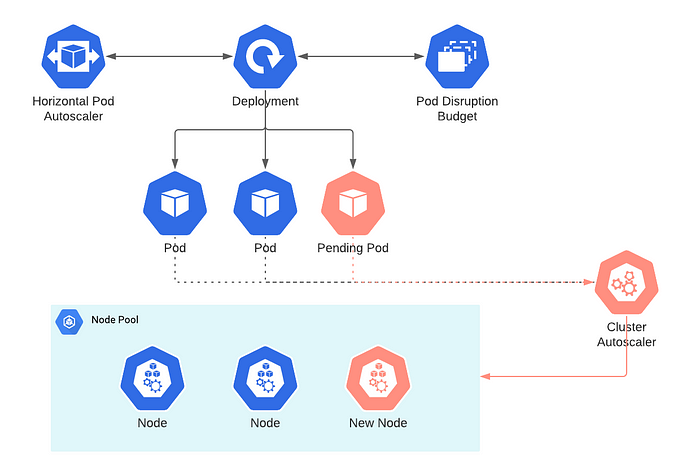 Horizontal Pod
Autoscaler
Deployment
Pod Disruption
Budget
Pod
Pod
Pending Pod
Cluster
Autoscaler
Node Pool
Node
Node
New Node